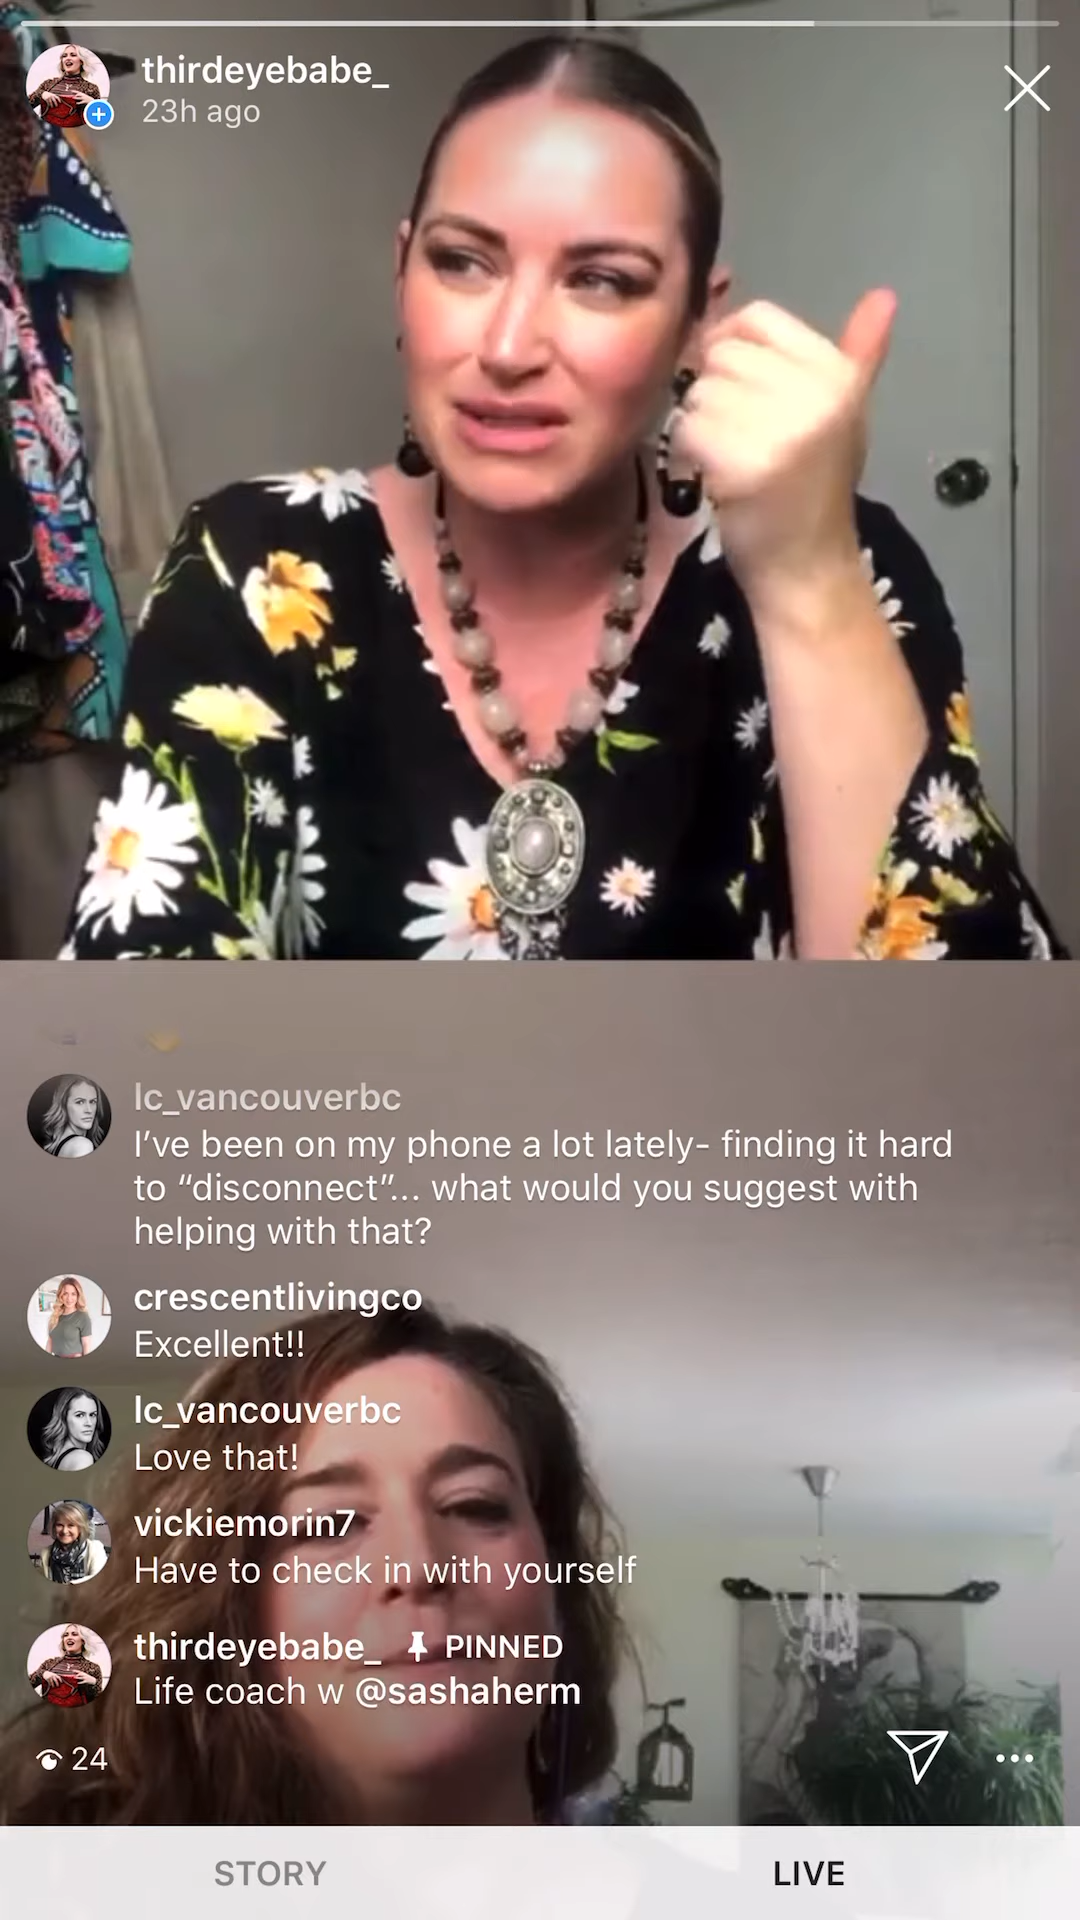 thirdeyebabe_
23h ago
lc_vancouverbc
I’ve been on my phone a lot lately- finding it hard
to “disconnect”... what would you suggest with
helping with that?
crescentlivingco
Excellent!!
lc_vancouverbc
Love that!
vickiemorin7
Have to check in with yourself
thirdeyebabe_ PINNED
Life coach w @sashaherm
24
STORY LIVE